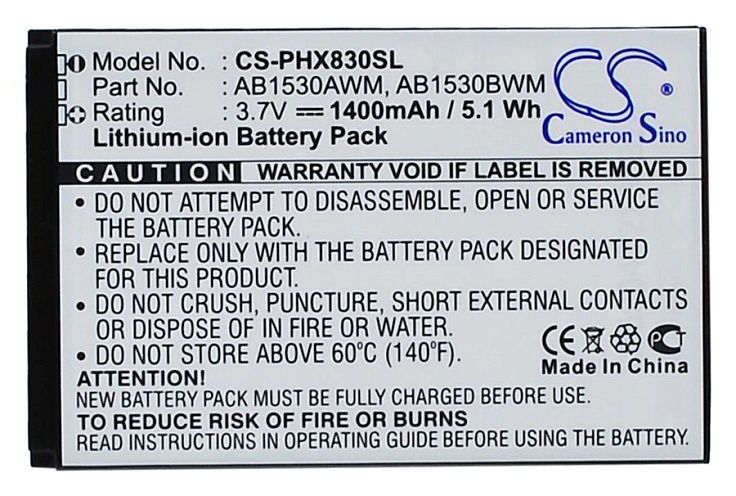 Model No. : CS-PHX830SL
Part No. : AB1530AWM, AB1530BWM
Rating : 3.7V 1400mAh / 5.1 Wh
Lithium-ion Battery Pack
CS ®
Cameron Sino
CAUTION WARRANTY VOID IF LABEL IS REMOVED
• DO NOT ATTEMPT TO DISASSEMBLE, OPEN OR SERVICE
THE BATTERY PACK.
• REPLACE ONLY WITH THE BATTERY PACK DESIGNATED
FOR THIS PRODUCT.
• DO NOT CRUSH, PUNCTURE, SHORT EXTERNAL CONTACTS
OR DISPOSE OF IN FIRE OR WATER.
• DO NOT STORE ABOVE 60°C (140°F).
CE
Made In China
ATTENTION!
NEW BATTERY PACK MUST BE FULLY CHARGED BEFORE USE.
TO REDUCE RISK OF FIRE OR BURNS
READ INSTRUCTIONS IN OPERATING GUIDE BEFORE USING THE BATTERY.